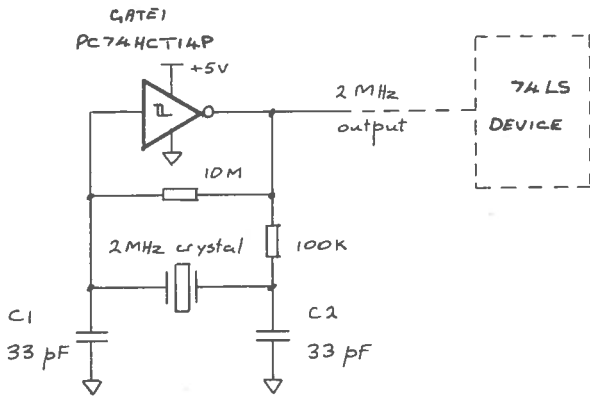 GATE1
PC74HCT14P
+5V
2 MHz
output
74LS
DEVICE
10M
2MHz crystal
100K
C1
33 pF
C2
33 pF